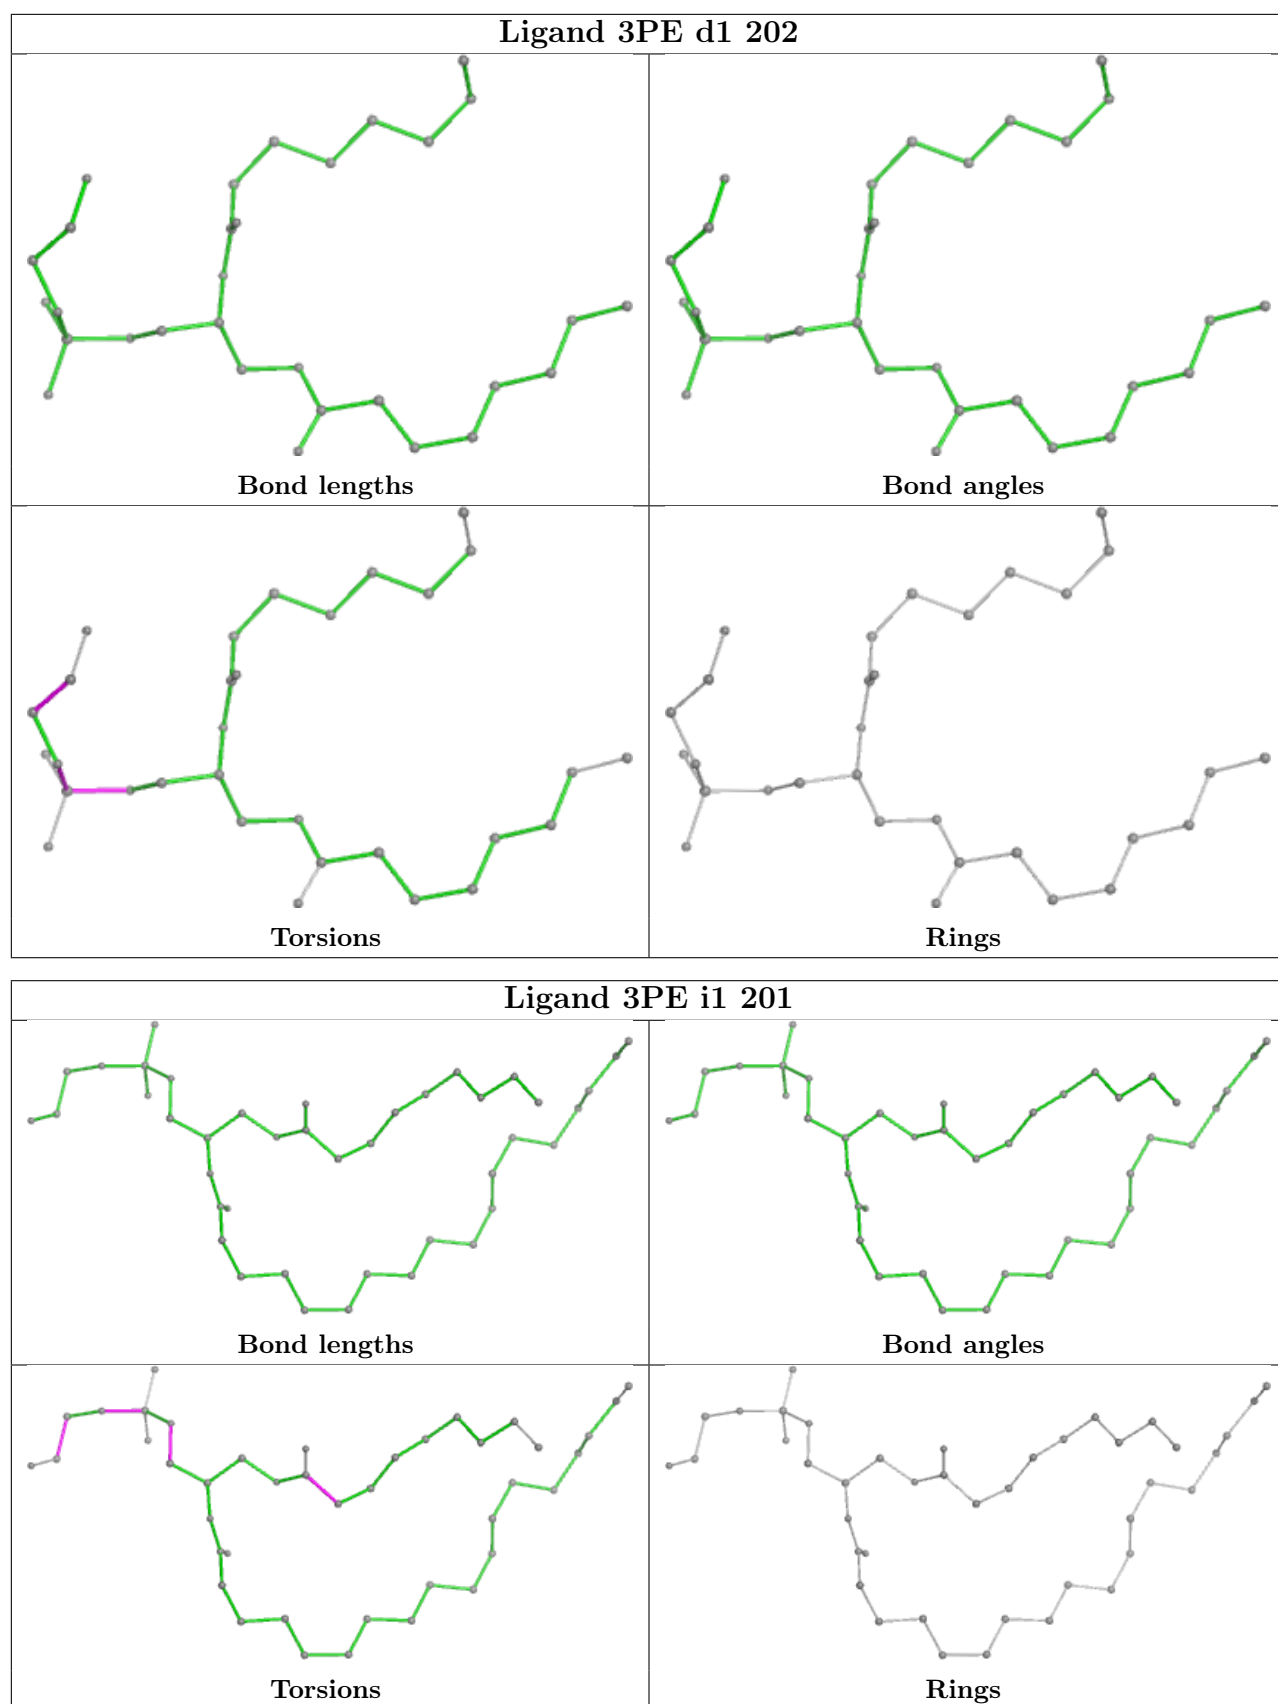 Ligand 3PE d1 202
Bond lengths
Bond angles
Torsions
Rings
Ligand 3PE i1 201
Bond lengths
Bond angles
Torsions
Rings